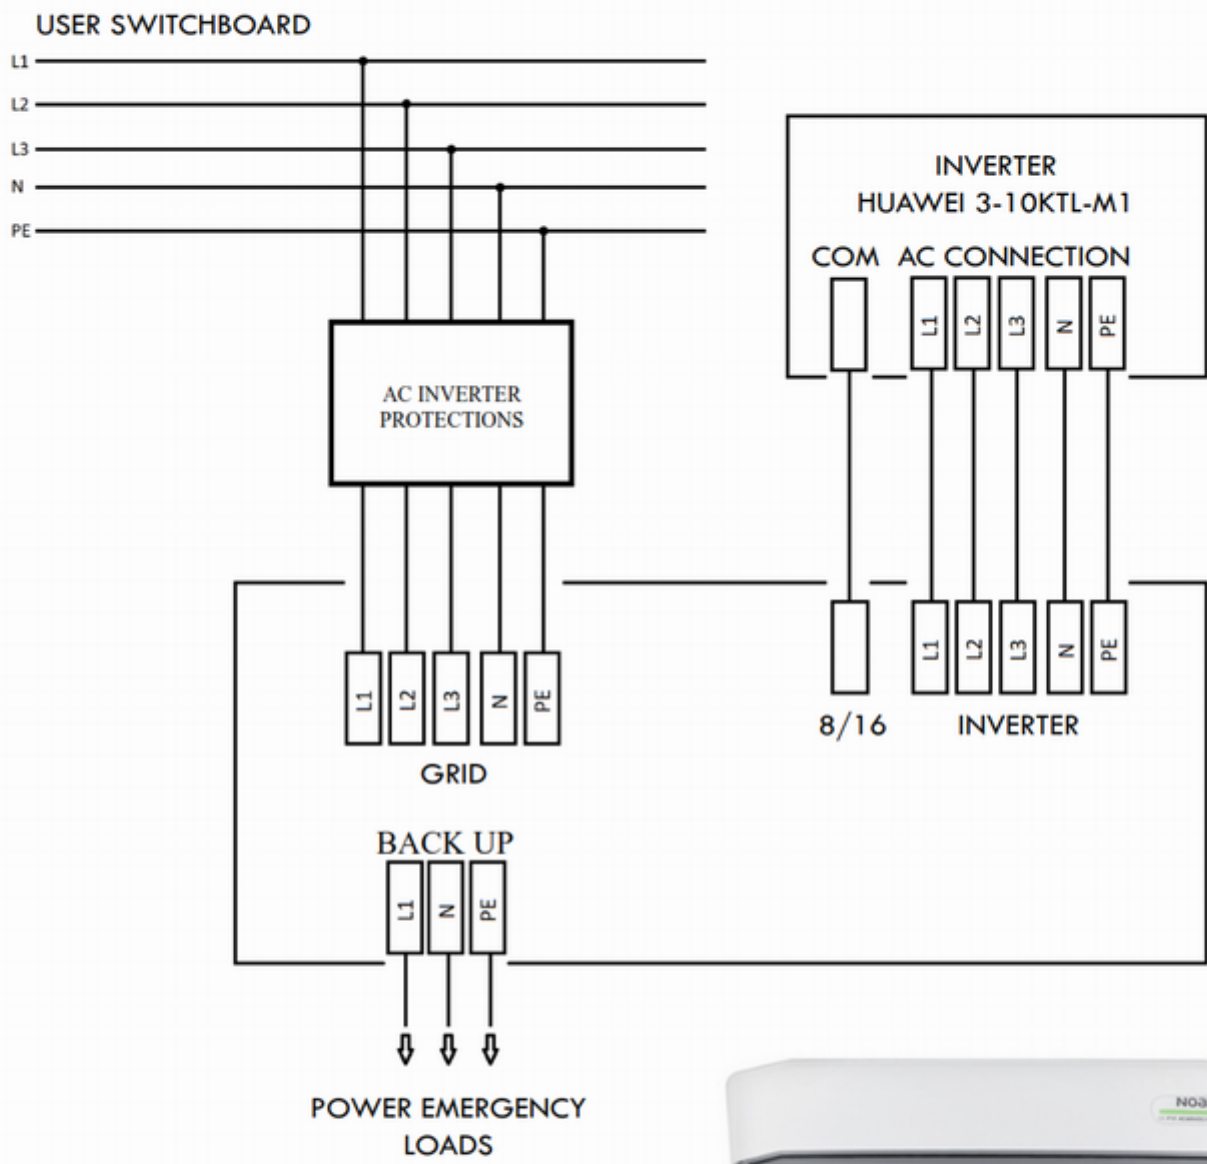 USER SWITCHBOARD
L1
L2
L3
N
PE
INVERTER
HUAWEI 3-10KTL-M1
COM AC CONNECTION
L1 L2 L3 N PE
AC INVERTER
PROTECTIONS
L1 L2 L3 N PE
8/16 INVERTER
L1 L2 L3 N PE
GRID
BACK UP
L1 N PE
POWER EMERGENCY
LOADS